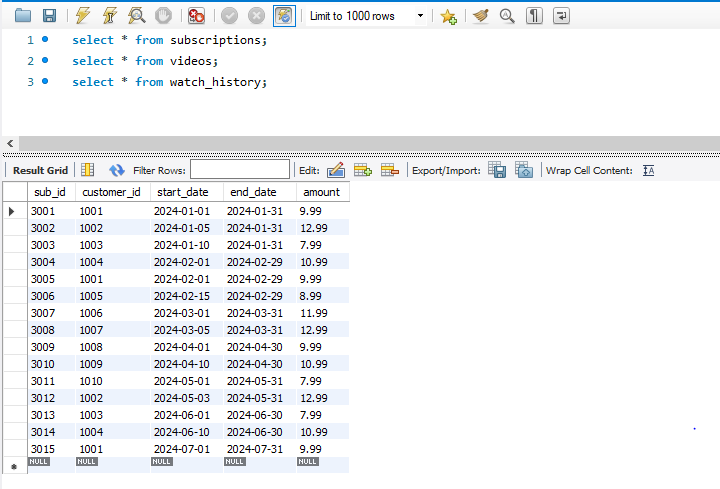 Limit to 1000 rows
1 select * from subscriptions;
2 select * from videos;
3 select * from watch_history;
Result Grid Filter Rows: Edit: Export/Import: Wrap Cell Content: IA
sub_id customer_id start_date end_date amount
3001 1001 2024-01-01 2024-01-31 9.99
3002 1002 2024-01-05 2024-01-31 12.99
3003 1003 2024-01-10 2024-01-31 7.99
3004 1004 2024-02-01 2024-02-29 10.99
3005 1001 2024-02-01 2024-02-29 9.99
3006 1005 2024-02-15 2024-02-29 8.99
3007 1006 2024-03-01 2024-03-31 11.99
3008 1007 2024-03-05 2024-03-31 12.99
3009 1008 2024-04-01 2024-04-30 9.99
3010 1009 2024-04-10 2024-04-30 10.99
3011 1010 2024-05-01 2024-05-31 7.99
3012 1002 2024-05-03 2024-05-31 12.99
3013 1003 2024-06-01 2024-06-30 7.99
3014 1004 2024-06-10 2024-06-30 10.99
3015 1001 2024-07-01 2024-07-31 9.99
NULL NULL NULL NULL NULL